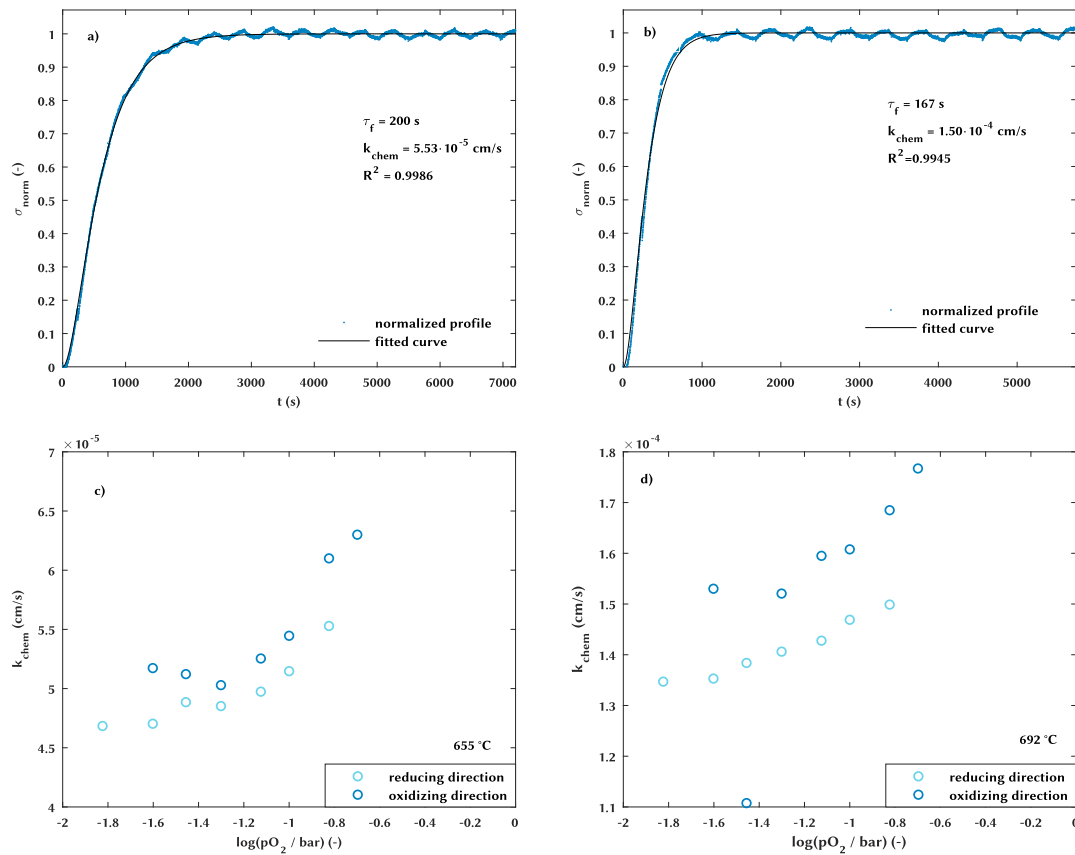 a)
1
0.9
0.8
0.7
0.6
0.5
0.4
0.3
0.2
0.1
0
σnorm (-)
τf = 200 s
kchem = 5.53·10-5 cm/s
R2 = 0.9986
normalized profile
fitted curve
0 1000 2000 3000 4000 5000 6000 7000
t (s)
b)
1
0.9
0.8
0.7
0.6
0.5
0.4
0.3
0.2
0.1
0
σnorm (-)
τf = 167 s
kchem = 1.50·10-4 cm/s
R2=0.9945
normalized profile
fitted curve
0 1000 2000 3000 4000 5000
t (s)
×10-5
c)
7
6.5
6
5.5
5
4.5
4
kchem (cm/s)
655 °C
reducing direction
oxidizing direction
-2 -1.8 -1.6 -1.4 -1.2 -1 -0.8 -0.6 -0.4 -0.2 0
log(pO2 / bar) (-)
×10-4
d)
1.8
1.7
1.6
1.5
1.4
1.3
1.2
1.1
kchem (cm/s)
692 °C
reducing direction
oxidizing direction
-2 -1.8 -1.6 -1.4 -1.2 -1 -0.8 -0.6 -0.4 -0.2 0
log(pO2 / bar) (-)